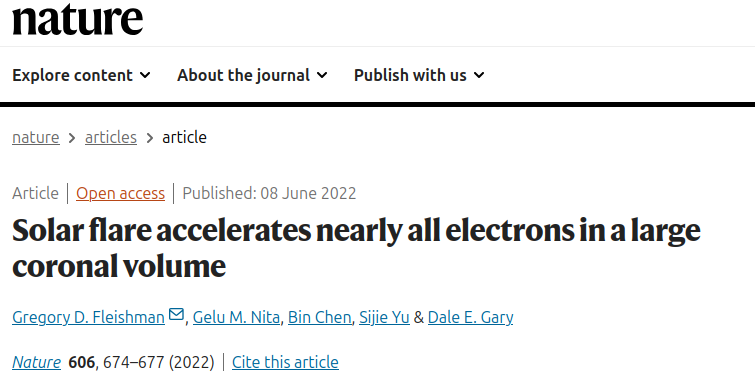 nature
Explore content About the journal Publish with us
nature > articles > article
Article | Open access | Published: 08 June 2022
Solar flare accelerates nearly all electrons in a large
coronal volume
Gregory D. Fleishman, Gelu M. Nita, Bin Chen, Sijie Yu & Dale E. Gary
Nature 606, 674–677 (2022) | Cite this article